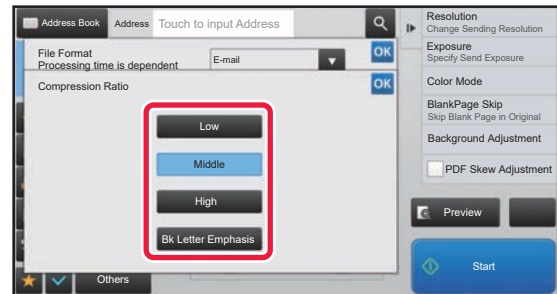 Address Book
Address
Touch to input Address
File Format
Processing time is dependent
E-mail
OK
Compression Ratio
OK
Low
Middle
High
Bk Letter Emphasis
Others
Resolution
Change Sending Resolution
Exposure
Specify Send Exposure
Color Mode
BlankPage Skip
Skip Blank Page in Original
Background Adjustment
PDF Skew Adjustment
Preview
Start